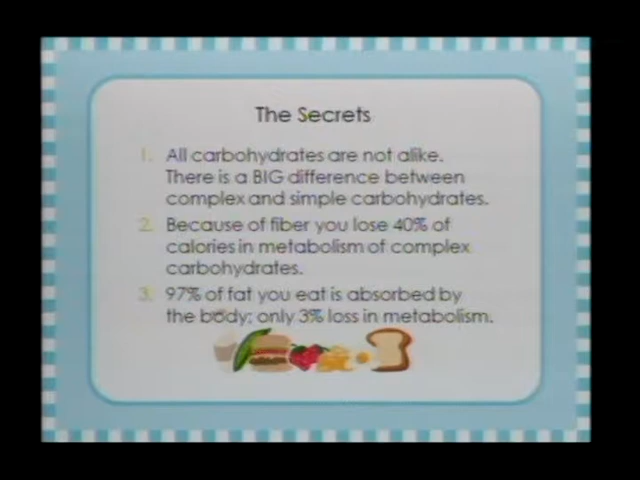 The Secrets
1. All carbohydrates are not alike.
There is a BIG difference between
complex and simple carbohydrates.
2. Because of fiber you lose 40% of
calories in metabolism of complex
carbohydrates.
3. 97% of fat you eat is absorbed by
the body; only 3% loss in metabolism.